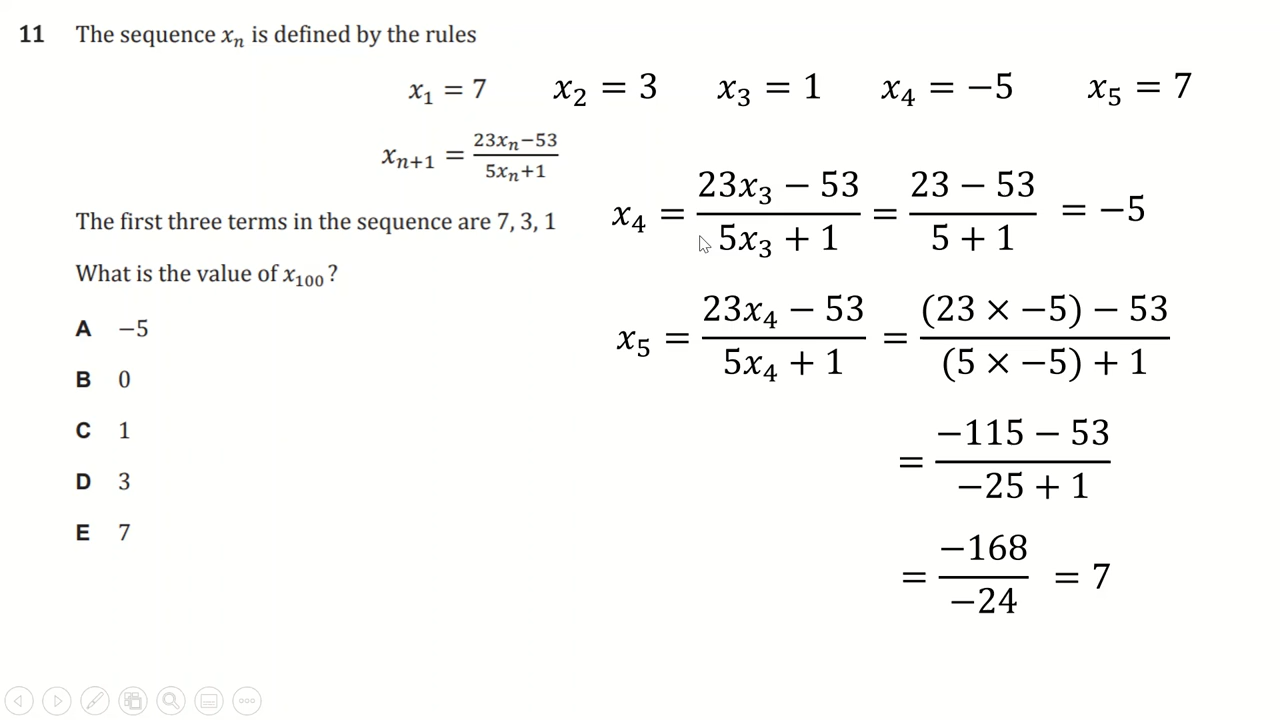 11 The sequence xₙ is defined by the rules
x₁ = 7 x₂ = 3 x₃ = 1 x₄ = −5 x₅ = 7
xₙ₊₁ = (23xₙ−53)/(5xₙ+1)
The first three terms in the sequence are 7, 3, 1
What is the value of x₁₀₀ ?
A −5
B 0
C 1
D 3
E 7
x₄ = (23x₃ − 53)/(5x₃ + 1) = (23 − 53)/(5 + 1) = −5
x₅ = (23x₄ − 53)/(5x₄ + 1) = ((23 × −5) − 53)/((5 × −5) + 1)
= (−115 − 53)/(−25 + 1)
= (−168)/(−24) = 7